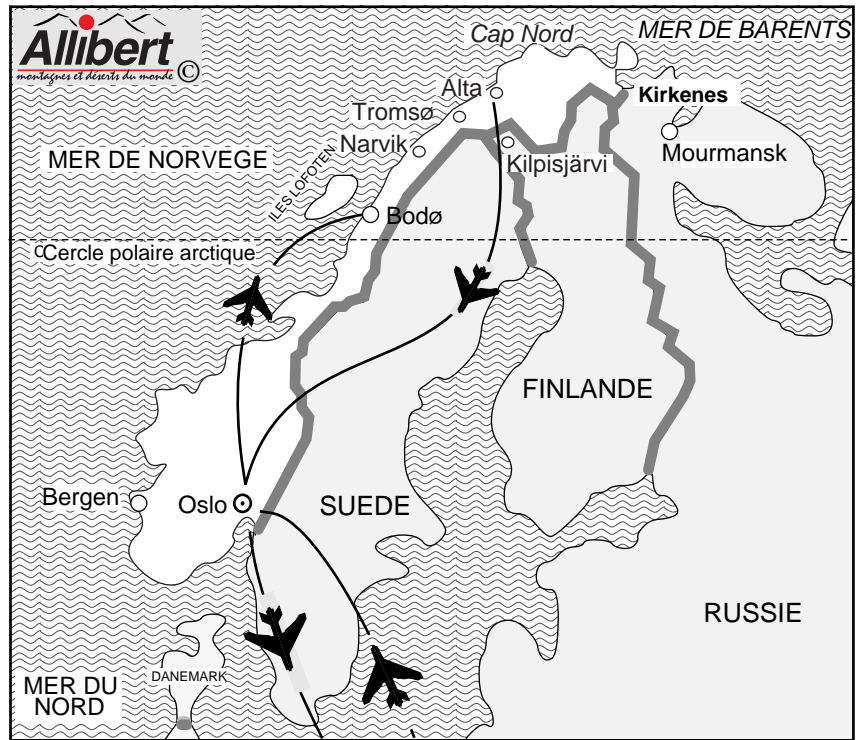 Allibert
montagnes et déserts du monde ©
Cap Nord
MER DE BARENTS
Alta
Kirkenes
Tromsø
Narvik
Mourmansk
Kilpisjärvi
MER DE NORVEGE
ILES LOFOTEN
Bodø
Cercle polaire arctique
FINLANDE
Bergen
Oslo
SUEDE
RUSSIE
DANEMARK
MER DU
NORD